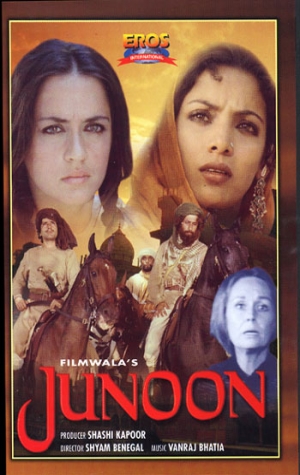 EROS
INTERNATIONAL
FILMWALA'S
JUNOON
PRODUCER SHASHI KAPOOR
DIRECTOR SHYAM BENEGAL MUSIC VANRAJ BHATIA